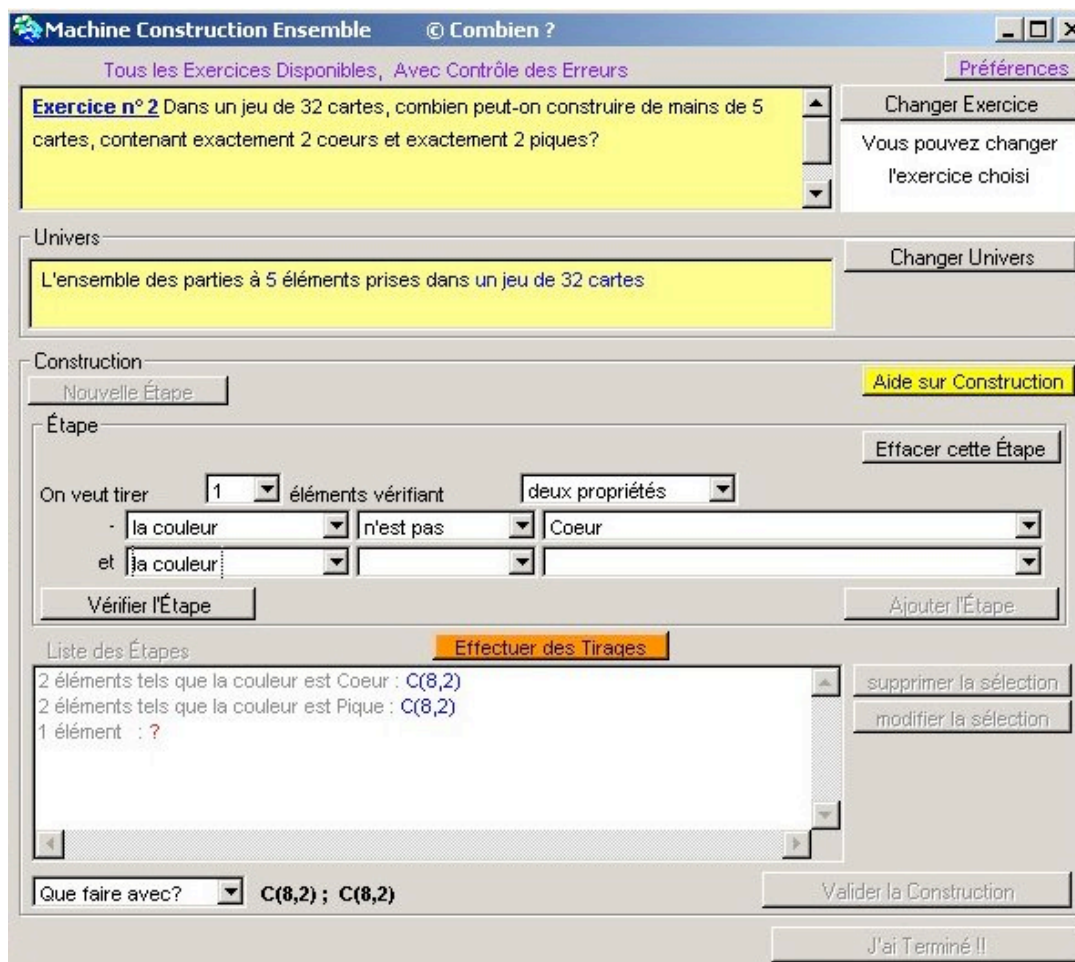 Machine Construction Ensemble © Combien ?
Tous les Exercices Disponibles, Avec Contrôle des Erreurs
Préférences
Exercice n° 2 Dans un jeu de 32 cartes, combien peut-on construire de mains de 5
cartes, contenant exactement 2 coeurs et exactement 2 piques?
Changer Exercice
Vous pouvez changer
l'exercice choisi
Univers
L'ensemble des parties à 5 éléments prises dans un jeu de 32 cartes
Changer Univers
Construction
Nouvelle Étape
Aide sur Construction
Étape
Effacer cette Étape
On veut tirer 1 éléments vérifiant deux propriétés
- la couleur n'est pas Coeur
et la couleur
Vérifier l'Étape
Ajouter l'Étape
Liste des Étapes
Effectuer des Tirages
2 éléments tels que la couleur est Coeur : C(8,2)
2 éléments tels que la couleur est Pique : C(8,2)
1 élément : ?
supprimer la sélection
modifier la sélection
Que faire avec? C(8,2) ; C(8,2)
Valider la Construction
J'ai Terminé !!